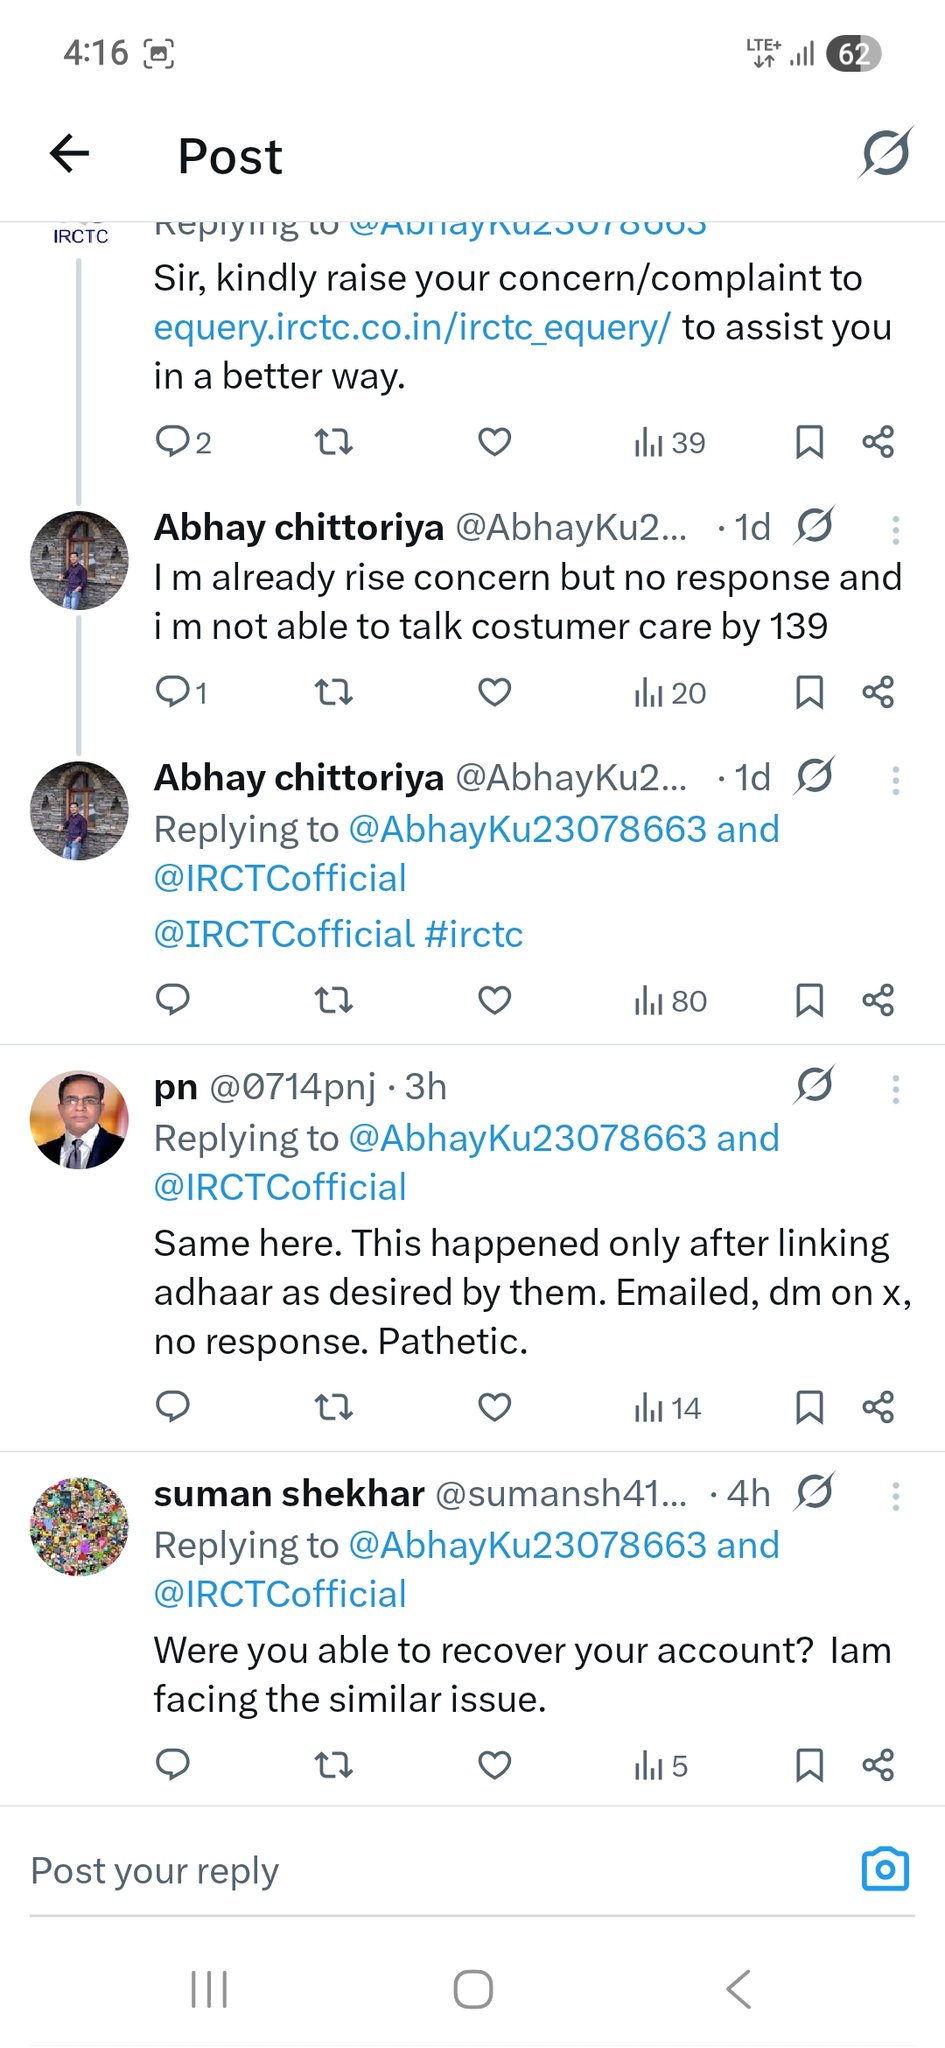 4:16
LTE+
62
Post
IRCTC
Replying to @AbhayKu23078663
Sir, kindly raise your concern/complaint to
equery.irctc.co.in/irctc_equery/ to assist you
in a better way.
2
39
Abhay chittoriya @AbhayKu2... · 1d
I m already rise concern but no response and
i m not able to talk costumer care by 139
1
20
Abhay chittoriya @AbhayKu2... · 1d
Replying to @AbhayKu23078663 and
@IRCTCofficial
@IRCTCofficial #irctc
80
pn @0714pnj · 3h
Replying to @AbhayKu23078663 and
@IRCTCofficial
Same here. This happened only after linking
adhaar as desired by them. Emailed, dm on x,
no response. Pathetic.
14
suman shekhar @sumansh41... · 4h
Replying to @AbhayKu23078663 and
@IRCTCofficial
Were you able to recover your account?  Iam
facing the similar issue.
5
Post your reply